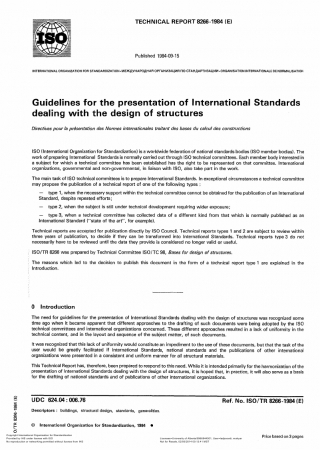 TECHNICAL REPORT 8266-1984 (E)
ISO
Published 1984-09-15
INTERNATIONAL ORGANIZATION FOR STANDARDIZATION•МЕЖДУНАРОДНАЯ ОРГАНИЗАЦИЯ ПО СТАНДАРТИЗАЦИИ•ORGANISATION INTERNATIONALE DE NORMALISATION
Guidelines for the presentation of International Standards
dealing with the design of structures
Directives pour la présentation des Normes internationales traitant des bases du calcul des constructions
ISO (International Organization for Standardization) is a worldwide federation of national standards bodies (ISO member bodies). The
work of preparing International Standards is normally carried out through ISO technical committees. Each member body interested in
a subject for which a technical committee has been established has the right to be represented on that committee. International
organizations, governmental and non-governmental, in liaison with ISO, also take part in the work.
The main task of ISO technical committees is to prepare International Standards. In exceptional circumstances a technical committee
may propose the publication of a technical report of one of the following types :
— type 1, when the necessary support within the technical committee cannot be obtained for the publication of an International
Standard, despite repeated efforts;
— type 2, when the subject is still under technical development requiring wider exposure;
— type 3, when a technical committee has collected data of a different kind from that which is normally published as an
International Standard ("state of the art", for example).
Technical reports are accepted for publication directly by ISO Council. Technical reports types 1 and 2 are subject to review within
three years of publication, to decide if they can be transformed into International Standards. Technical reports type 3 do not
necessarily have to be reviewed until the data they provide is considered no longer valid or useful.
ISO/TR 8266 was prepared by Technical Committee ISO/TC 98, Bases for design of structures.
The reasons which led to the decision to publish this document in the form of a technical report type 1 are explained in the
Introduction.
0 Introduction
The need for guidelines for the presentation of International Standards dealing with the design of structures was recognized some
time ago when it became apparent that different approaches to the drafting of such documents were being adopted by the ISO
technical committees and international organizations concerned. These different approaches resulted in a lack of uniformity in the
technical content, and in the layout and sequence of the subject matter, of such documents.
It was recognized that this lack of uniformity would constitute an impediment to the use of these documents, but that the task of the
user would be greatly facilitated if International Standards, national standards and the publications of other international
organizations were presented in a consistent and uniform manner for all structural materials.
This Technical Report has, therefore, been prepared to respond to this need. While it is intended primarily for the harmonization of the
presentation of International Standards dealing with the design of structures, it is hoped that, in practice, it will also serve as a basis
for the drafting of national standards and of publications of other international organizations.
UDC 624.04 : 006.76
Ref. No. ISO/TR 8266-1984 (E)
Descriptors : buildings, structural design, standards, generalities.
© International Organization for Standardization, 1984 •
Price based on 3 pages
ISO/TR 8266-1984 (E)